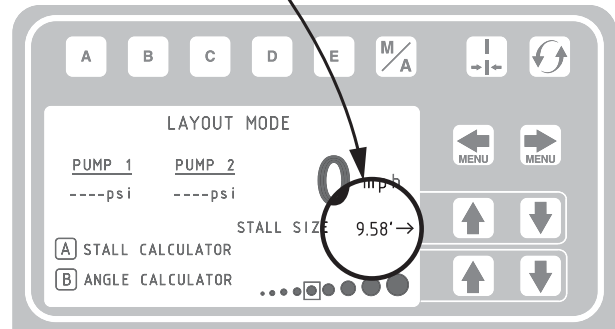 A B C D E M/A
LAYOUT MODE
MENU MENU
PUMP 1 PUMP 2 0 mph
----psi ----psi
STALL SIZE 9.58'→
A STALL CALCULATOR
B ANGLE CALCULATOR